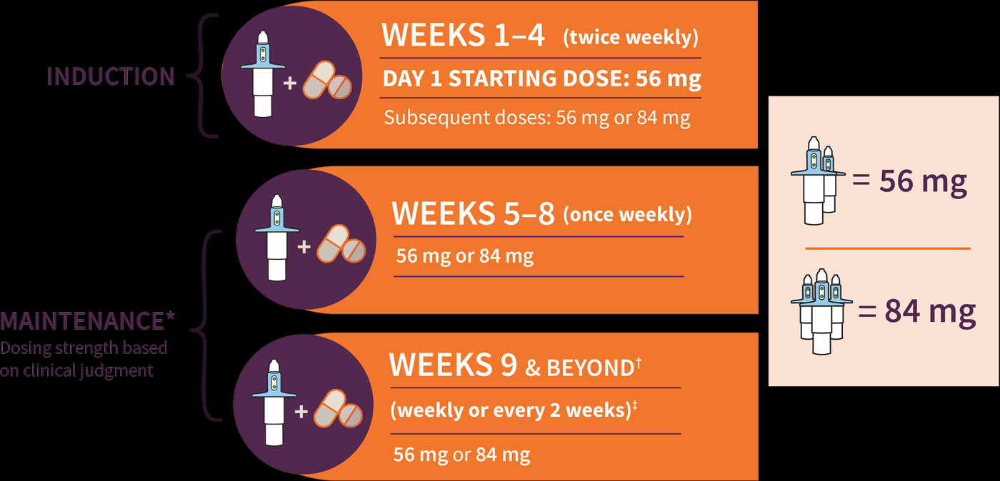 INDUCTION
WEEKS 1–4 (twice weekly)
DAY 1 STARTING DOSE: 56 mg
Subsequent doses: 56 mg or 84 mg
MAINTENANCE*
Dosing strength based
on clinical judgment
WEEKS 5–8 (once weekly)
56 mg or 84 mg
WEEKS 9 & BEYOND†
(weekly or every 2 weeks)‡
56 mg or 84 mg
= 56 mg
= 84 mg